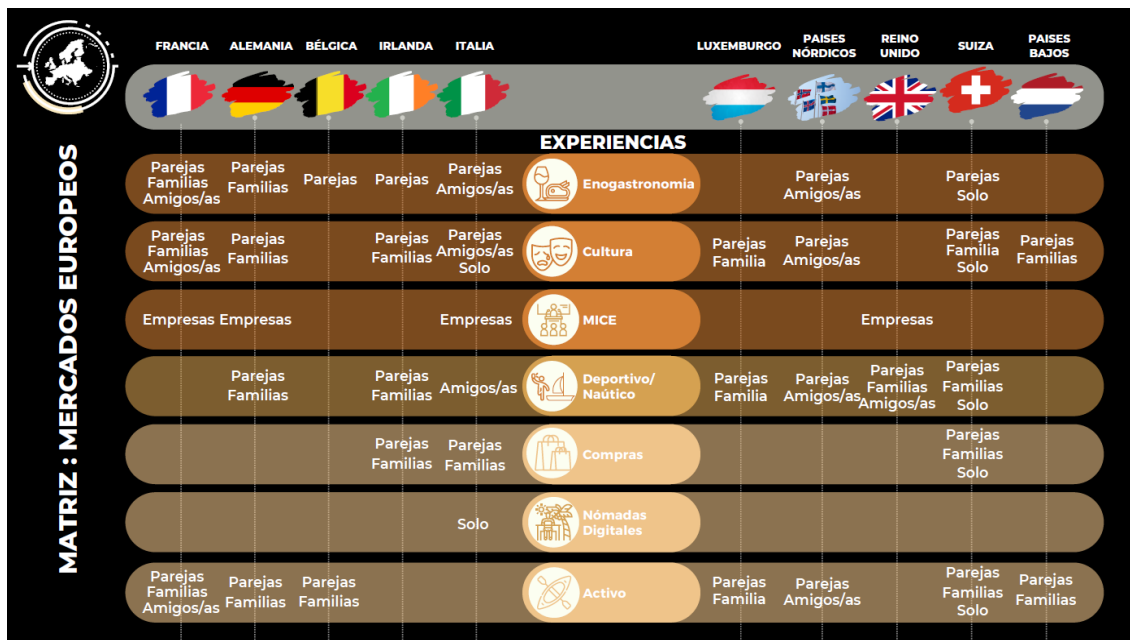 FRANCIA ALEMANIA BÉLGICA IRLANDA ITALIA LUXEMBURGO PAISES NÓRDICOS REINO UNIDO SUIZA PAISES BAJOS
MATRIZ : MERCADOS EUROPEOS
EXPERIENCIAS
Parejas Parejas Parejas Parejas Parejas Enogastronomia Parejas Parejas
Familias Familias Amigos/as Amigos/as Solo
Amigos/as
Parejas Parejas Parejas Parejas Cultura Parejas Parejas Parejas Parejas
Familias Familias Familias Amigos/as Familia Amigos/as Familia Familias
Amigos/as Solo Solo
Empresas Empresas Empresas MICE Empresas
Parejas Parejas Amigos/as Deportivo/ Parejas Parejas Parejas Parejas
Familias Familias Naútico Familia Amigos/as Familias Familias
Amigos/as Solo
Parejas Parejas Compras Parejas
Familias Familias Familias
Solo
Solo Nómadas
Digitales
Parejas Parejas Parejas Activo Parejas Parejas Parejas Parejas
Familias Familias Familias Familia Amigos/as Familias Familias
Amigos/as Solo